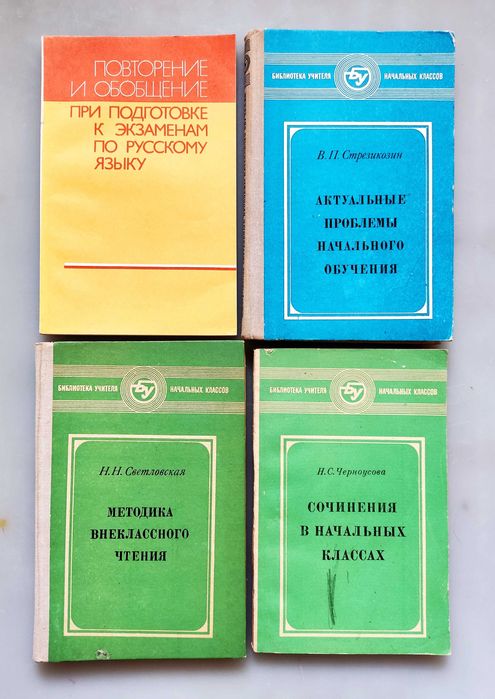 ПОВТОРЕНИЕ
И ОБОБЩЕНИЕ
ПРИ ПОДГОТОВКЕ
К ЭКЗАМЕНАМ
ПО РУССКОМУ
ЯЗЫКУ
БИБЛИОТЕКА УЧИТЕЛЯ БУ НАЧАЛЬНЫХ КЛАССОВ
В. П. Стрезикозин
АКТУАЛЬНЫЕ
ПРОБЛЕМЫ
НАЧАЛЬНОГО
ОБУЧЕНИЯ
БИБЛИОТЕКА УЧИТЕЛЯ БУ НАЧАЛЬНЫХ КЛАССОВ
Н. Н. Светловская
МЕТОДИКА
ВНЕКЛАССНОГО
ЧТЕНИЯ
БИБЛИОТЕКА УЧИТЕЛЯ БУ НАЧАЛЬНЫХ КЛАССОВ
Н. С. Черноусова
СОЧИНЕНИЯ
В НАЧАЛЬНЫХ
КЛАССАХ